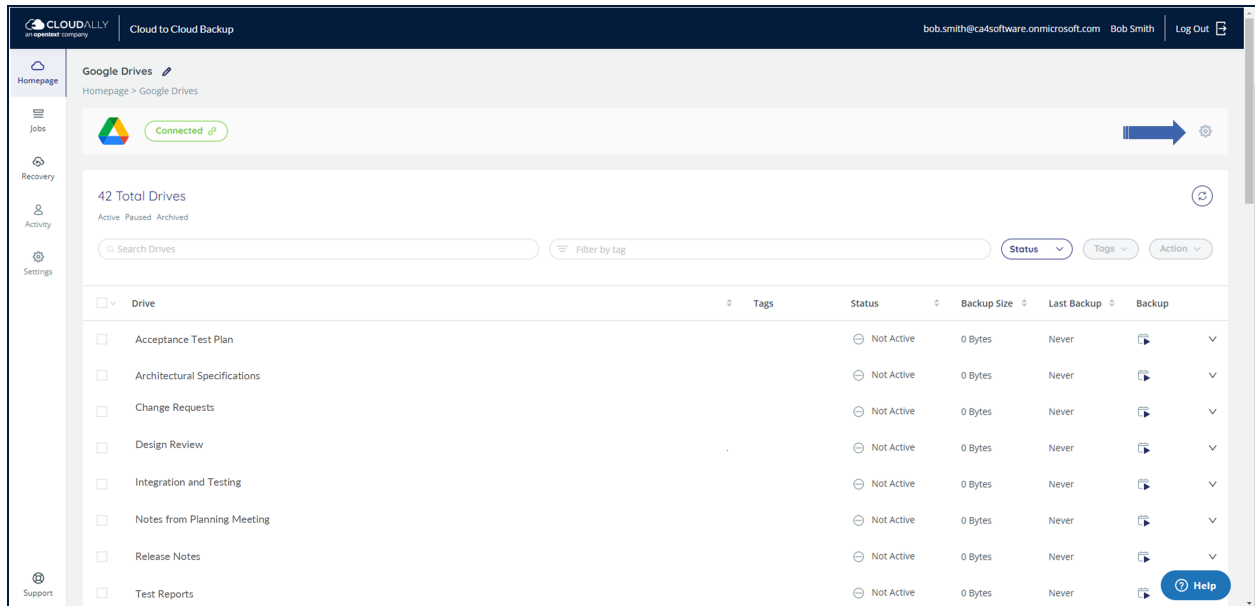 CLOUDALLY
an opentext company
Cloud to Cloud Backup
bob.smith@ca4software.onmicrosoft.com Bob Smith Log Out
Homepage
Jobs
Recovery
Activity
Settings
Support
Google Drives
Homepage > Google Drives
Connected
42 Total Drives
Active Paused Archived
Search Drives Filter by tag Status Tags Action
Drive Tags Status Backup Size Last Backup Backup
Acceptance Test Plan Not Active 0 Bytes Never
Architectural Specifications Not Active 0 Bytes Never
Change Requests Not Active 0 Bytes Never
Design Review Not Active 0 Bytes Never
Integration and Testing Not Active 0 Bytes Never
Notes from Planning Meeting Not Active 0 Bytes Never
Release Notes Not Active 0 Bytes Never
Test Reports Not Active 0 Bytes Never
Help